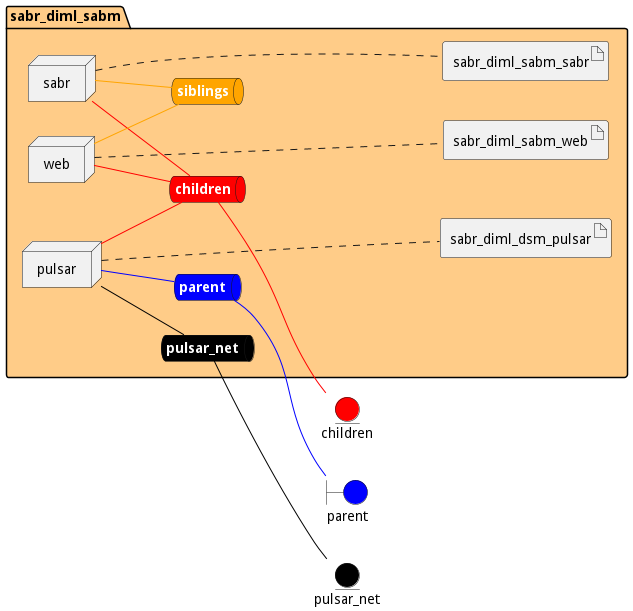 sabr_diml_sabm
sabr
sabr_diml_sabm_sabr
siblings
web
sabr_diml_sabm_web
children
pulsar
sabr_diml_dsm_pulsar
parent
pulsar_net
children
parent
pulsar_net